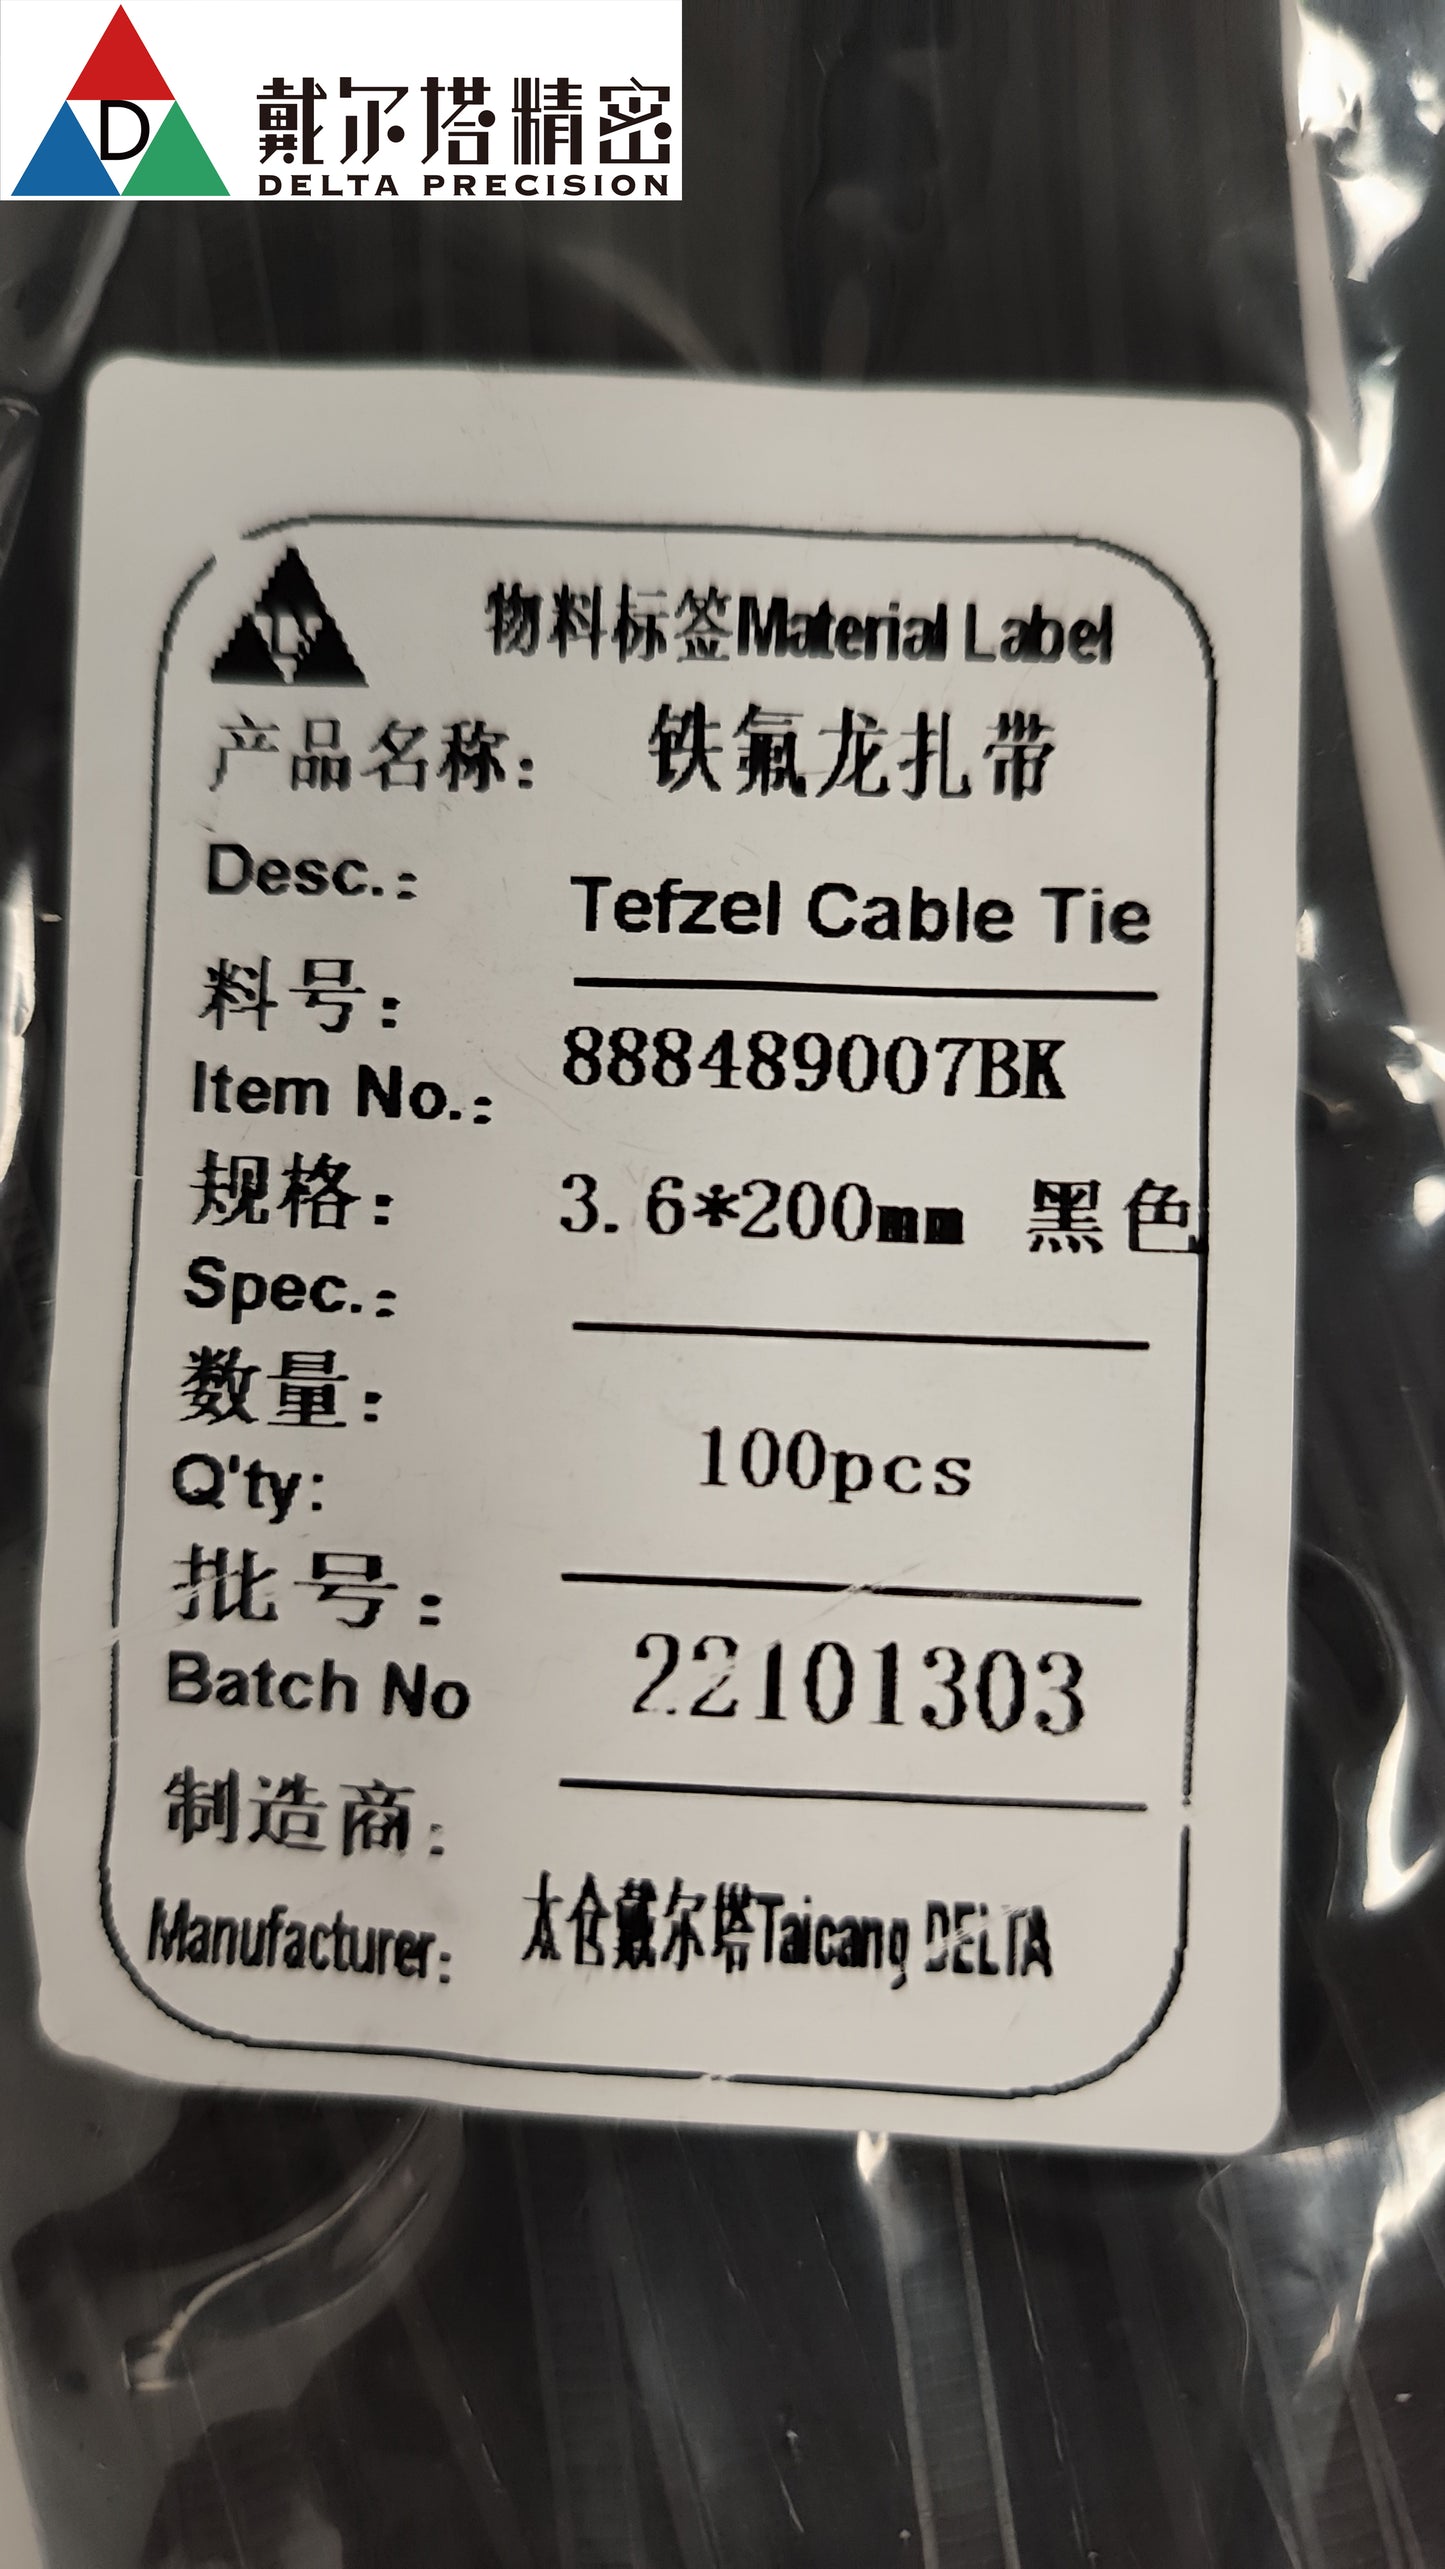 D
戴尔塔精密
DELTA PRECISION
物料标签Material Label
产品名称: 铁氟龙扎带
Desc.: Tefzel Cable Tie
料号: 888489007BK
Item No.:
规格: 3.6*200mm 黑色
Spec.:
数量:
Q'ty: 100pcs
批号:
Batch No 22101303
制造商:
Manufacturer: 太仓戴尔塔Taicang DELTA